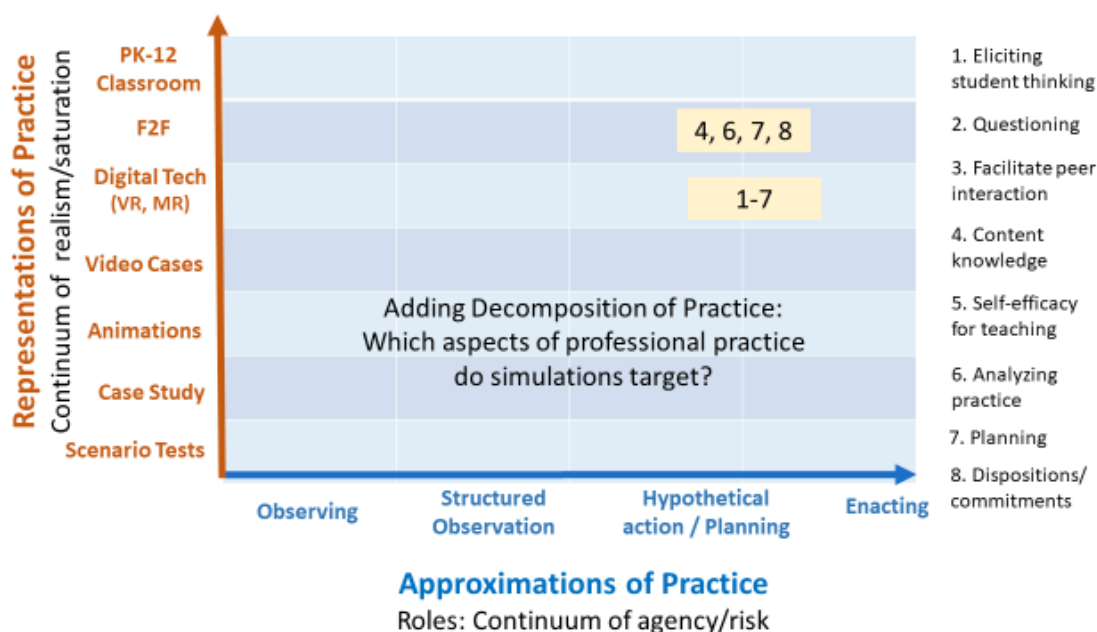 Representations of Practice
Continuum of realism/saturation
PK-12
Classroom
F2F
Digital Tech
(VR, MR)
Video Cases
Animations
Case Study
Scenario Tests
4, 6, 7, 8
1-7
Adding Decomposition of Practice:
Which aspects of professional practice
do simulations target?
Observing
Structured
Observation
Hypothetical
action / Planning
Enacting
Approximations of Practice
Roles: Continuum of agency/risk
1. Eliciting
student thinking
2. Questioning
3. Facilitate peer
interaction
4. Content
knowledge
5. Self-efficacy
for teaching
6. Analyzing
practice
7. Planning
8. Dispositions/
commitments